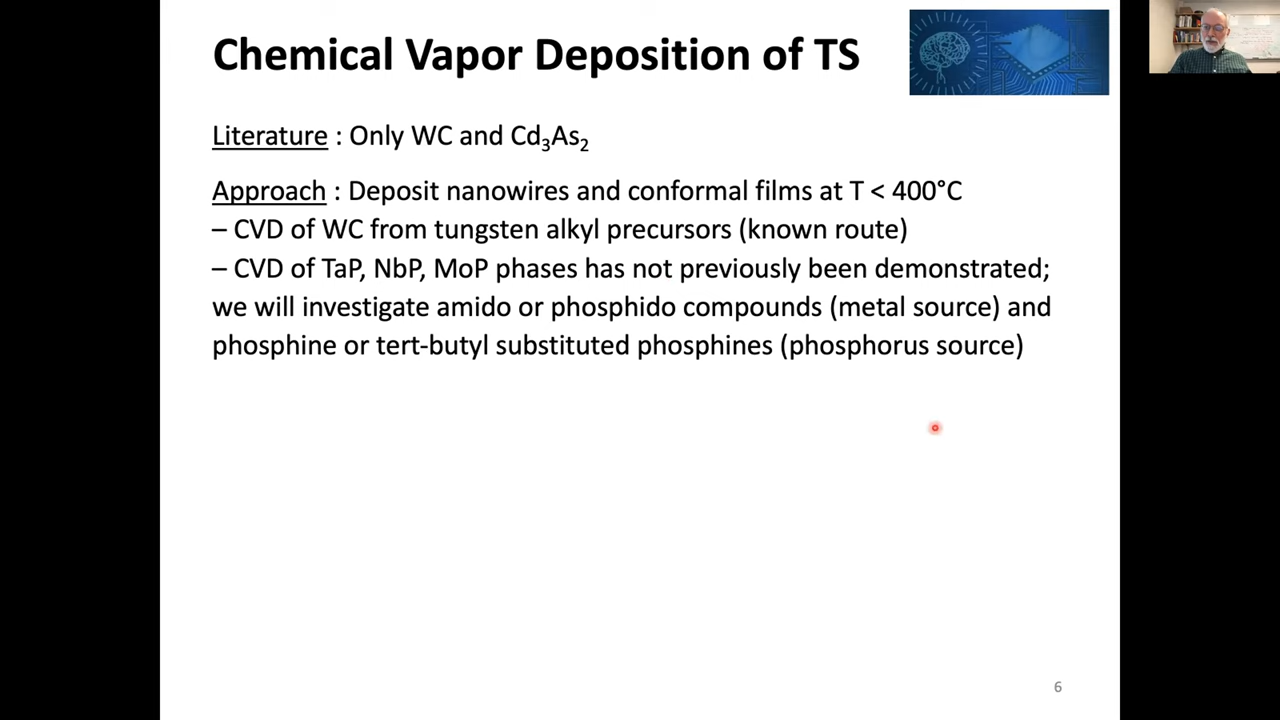 Chemical Vapor Deposition of TS
Literature : Only WC and Cd₃As₂
Approach : Deposit nanowires and conformal films at T < 400°C
– CVD of WC from tungsten alkyl precursors (known route)
– CVD of TaP, NbP, MoP phases has not previously been demonstrated;
we will investigate amido or phosphido compounds (metal source) and
phosphine or tert-butyl substituted phosphines (phosphorus source)
6